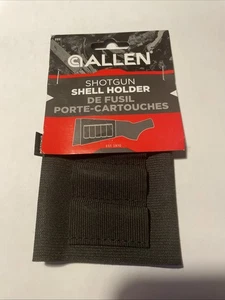 ALLEN
SHOTGUN
SHELL HOLDER
DE FUSIL
PORTE-CARTOUCHES